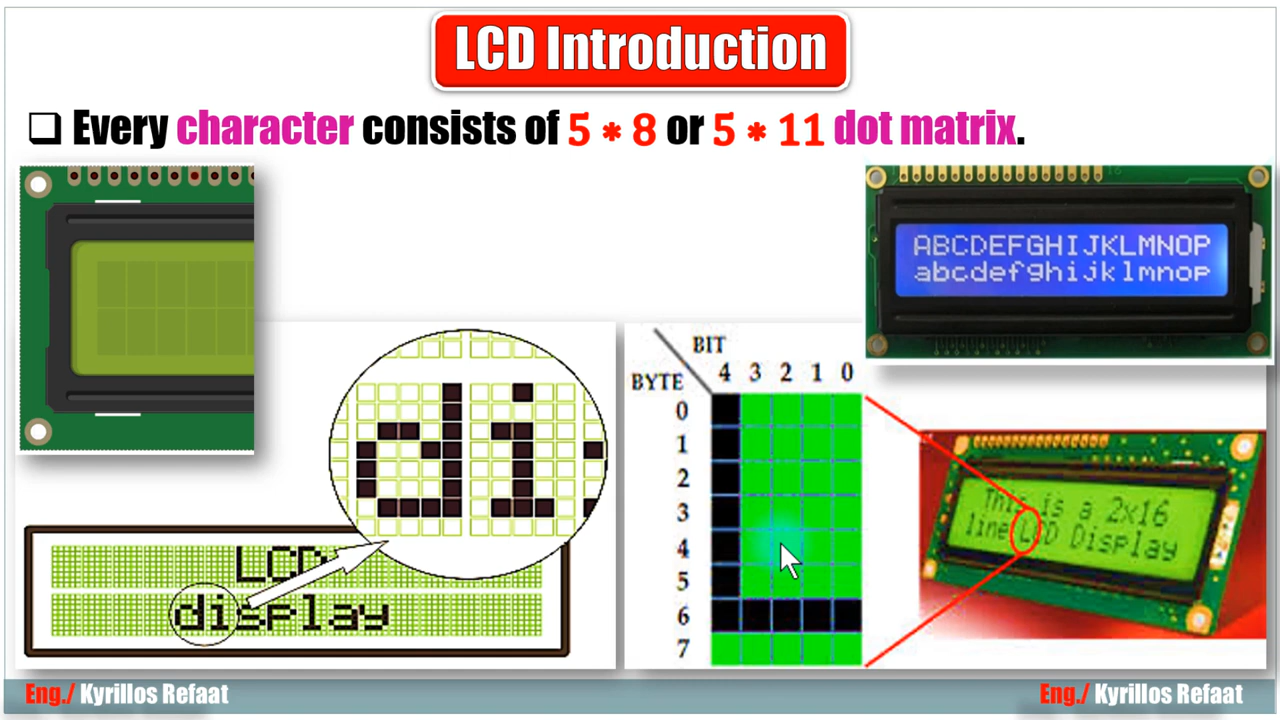 LCD Introduction
❑ Every character consists of 5 * 8 or 5 * 11 dot matrix.
ABCDEFGHIJKLMNOP
abcdefghijklmnop
di
LCD
display
BIT
BYTE 4 3 2 1 0
0
1
2
3
4
5
6
7
This is a 2x16
line LCD Display
Eng./ Kyrillos Refaat
Eng./ Kyrillos Refaat